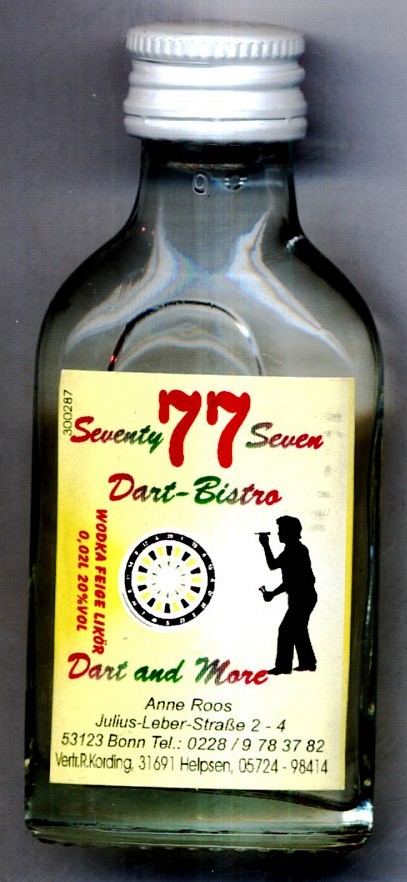 300287
Seventy 77 Seven
Dart-Bistro
WODKA FEIGE LIKÖR
0,02L 20%VOL
Dart and More
Anne Roos
Julius-Leber-Straße 2 - 4
53123 Bonn Tel.: 0228 / 9 78 37 82
Vertr.R.Kording, 31691 Helpsen, 05724 - 98414